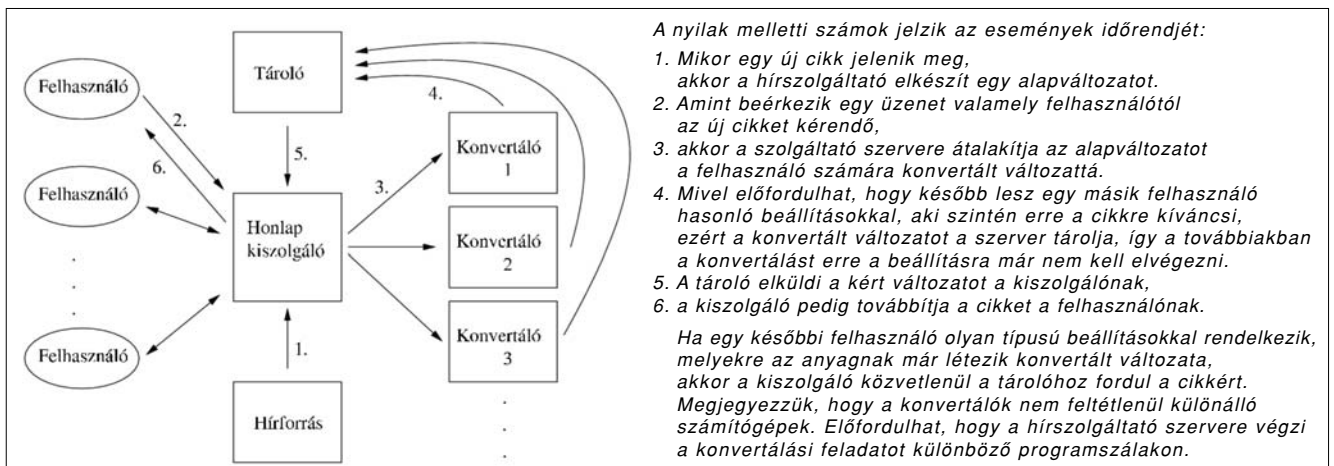 Felhasználó
Tároló
4.
2.
Konvertáló
1
5.
6.
3.
Felhasználó
Honlap
kiszolgáló
Konvertáló
2
.
.
.
Felhasználó
Konvertáló
3
1.
Hírforrás
.
.
.
A nyilak melletti számok jelzik az események időrendjét:
1. Mikor egy új cikk jelenik meg,
akkor a hírszolgáltató elkészít egy alapváltozatot.
2. Amint beérkezik egy üzenet valamely felhasználótól
az új cikket kérendő,
3. akkor a szolgáltató szervere átalakítja az alapváltozatot
a felhasználó számára konvertált változattá.
4. Mivel előfordulhat, hogy később lesz egy másik felhasználó
hasonló beállításokkal, aki szintén erre a cikkre kíváncsi,
ezért a konvertált változatot a szerver tárolja, így a továbbiakban
a konvertálást erre a beállításra már nem kell elvégezni.
5. A tároló elküldi a kért változatot a kiszolgálónak,
6. a kiszolgáló pedig továbbítja a cikket a felhasználónak.
Ha egy későbbi felhasználó olyan típusú beállításokkal rendelkezik,
melyekre az anyagnak már létezik konvertált változata,
akkor a kiszolgáló közvetlenül a tárolóhoz fordul a cikkért.
Megjegyezzük, hogy a konvertálók nem feltétlenül különálló
számítógépek. Előfordulhat, hogy a hírszolgáltató szervere végzi
a konvertálási feladatot különböző programszálakon.